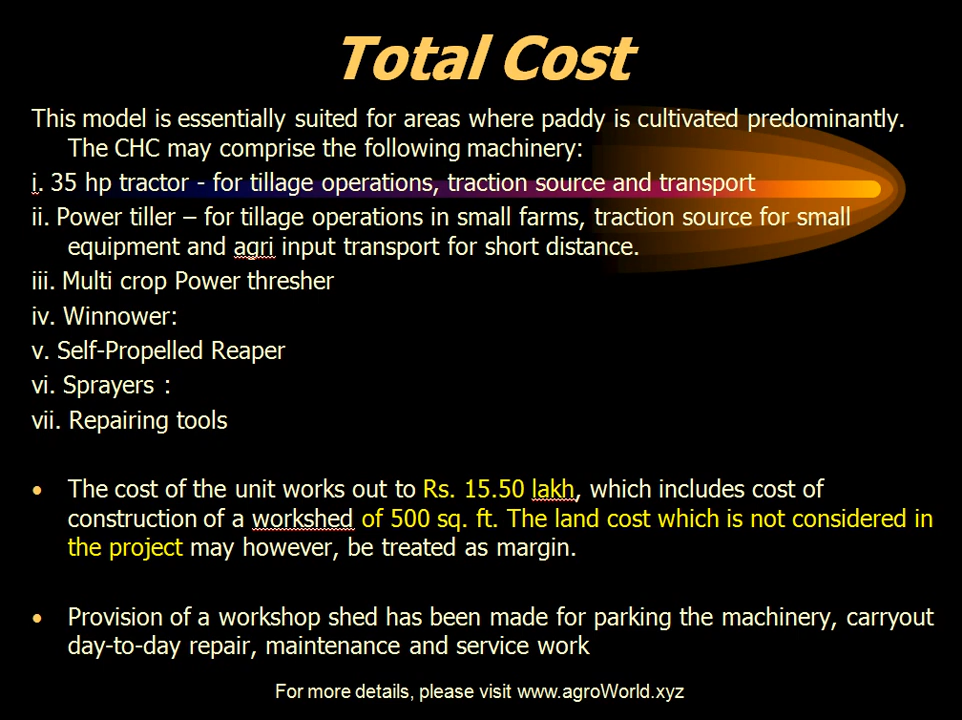 Total Cost
This model is essentially suited for areas where paddy is cultivated predominantly.
The CHC may comprise the following machinery:
i. 35 hp tractor - for tillage operations, traction source and transport
ii. Power tiller – for tillage operations in small farms, traction source for small
equipment and agri input transport for short distance.
iii. Multi crop Power thresher
iv. Winnower:
v. Self-Propelled Reaper
vi. Sprayers :
vii. Repairing tools
• The cost of the unit works out to Rs. 15.50 lakh, which includes cost of
construction of a workshed of 500 sq. ft. The land cost which is not considered in
the project may however, be treated as margin.
• Provision of a workshop shed has been made for parking the machinery, carryout
day-to-day repair, maintenance and service work
For more details, please visit www.agroWorld.xyz